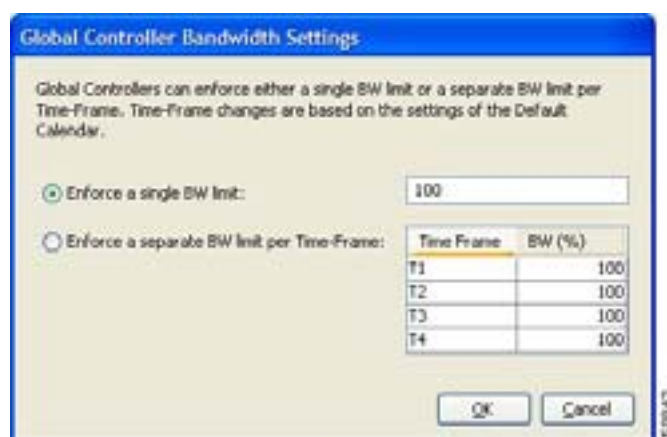 Global Controller Bandwidth Settings
Global Controllers can enforce either a single BW limit or a separate BW limit per
Time-Frame. Time-Frame changes are based on the settings of the Default
Calendar.
Enforce a single BW limit: 100
Enforce a separate BW limit per Time-Frame:
Time Frame BW (%)
T1 100
T2 100
T3 100
T4 100
OK Cancel